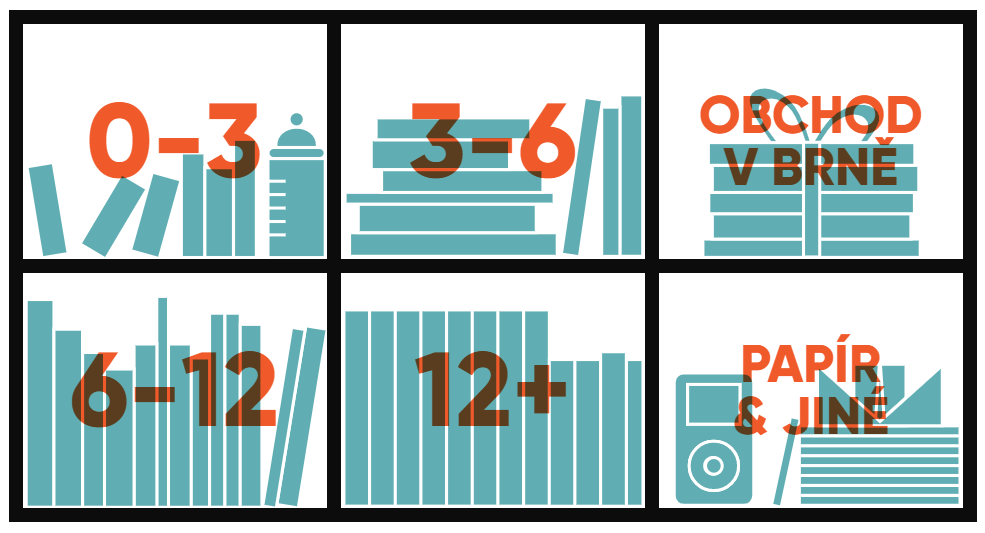 0-3
3-6
OBCHOD
V BRNĚ
6-12
12+
PAPÍR
& JINÉ